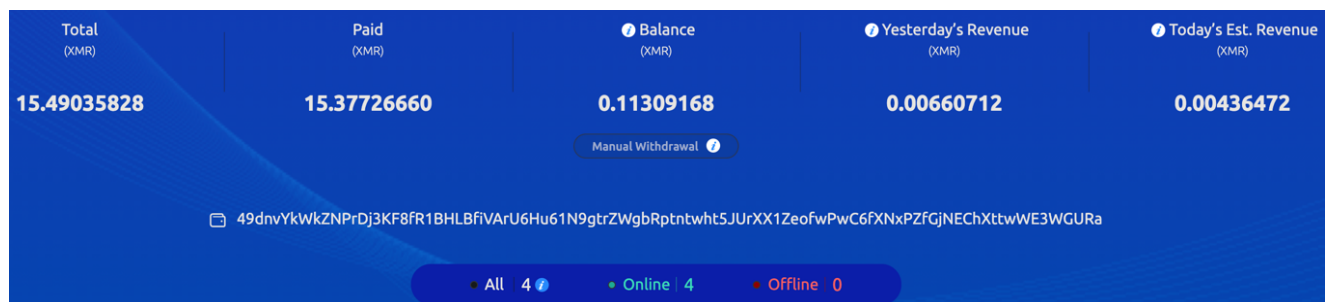 Total Paid Balance Yesterday's Revenue Today's Est. Revenue
(XMR) (XMR) (XMR) (XMR) (XMR)
15.49035828 15.37726660 0.11309168 0.00660712 0.00436472
Manual Withdrawal
49dnvYkWkZNPrDj3KF8fR1BHLBfiVArU6Hu61N9gtrZWgbRptntwht5JUrXX1ZeofwPwC6fXNxPZfGjNEChXttwWE3WGURa
All 4 Online 4 Offline 0